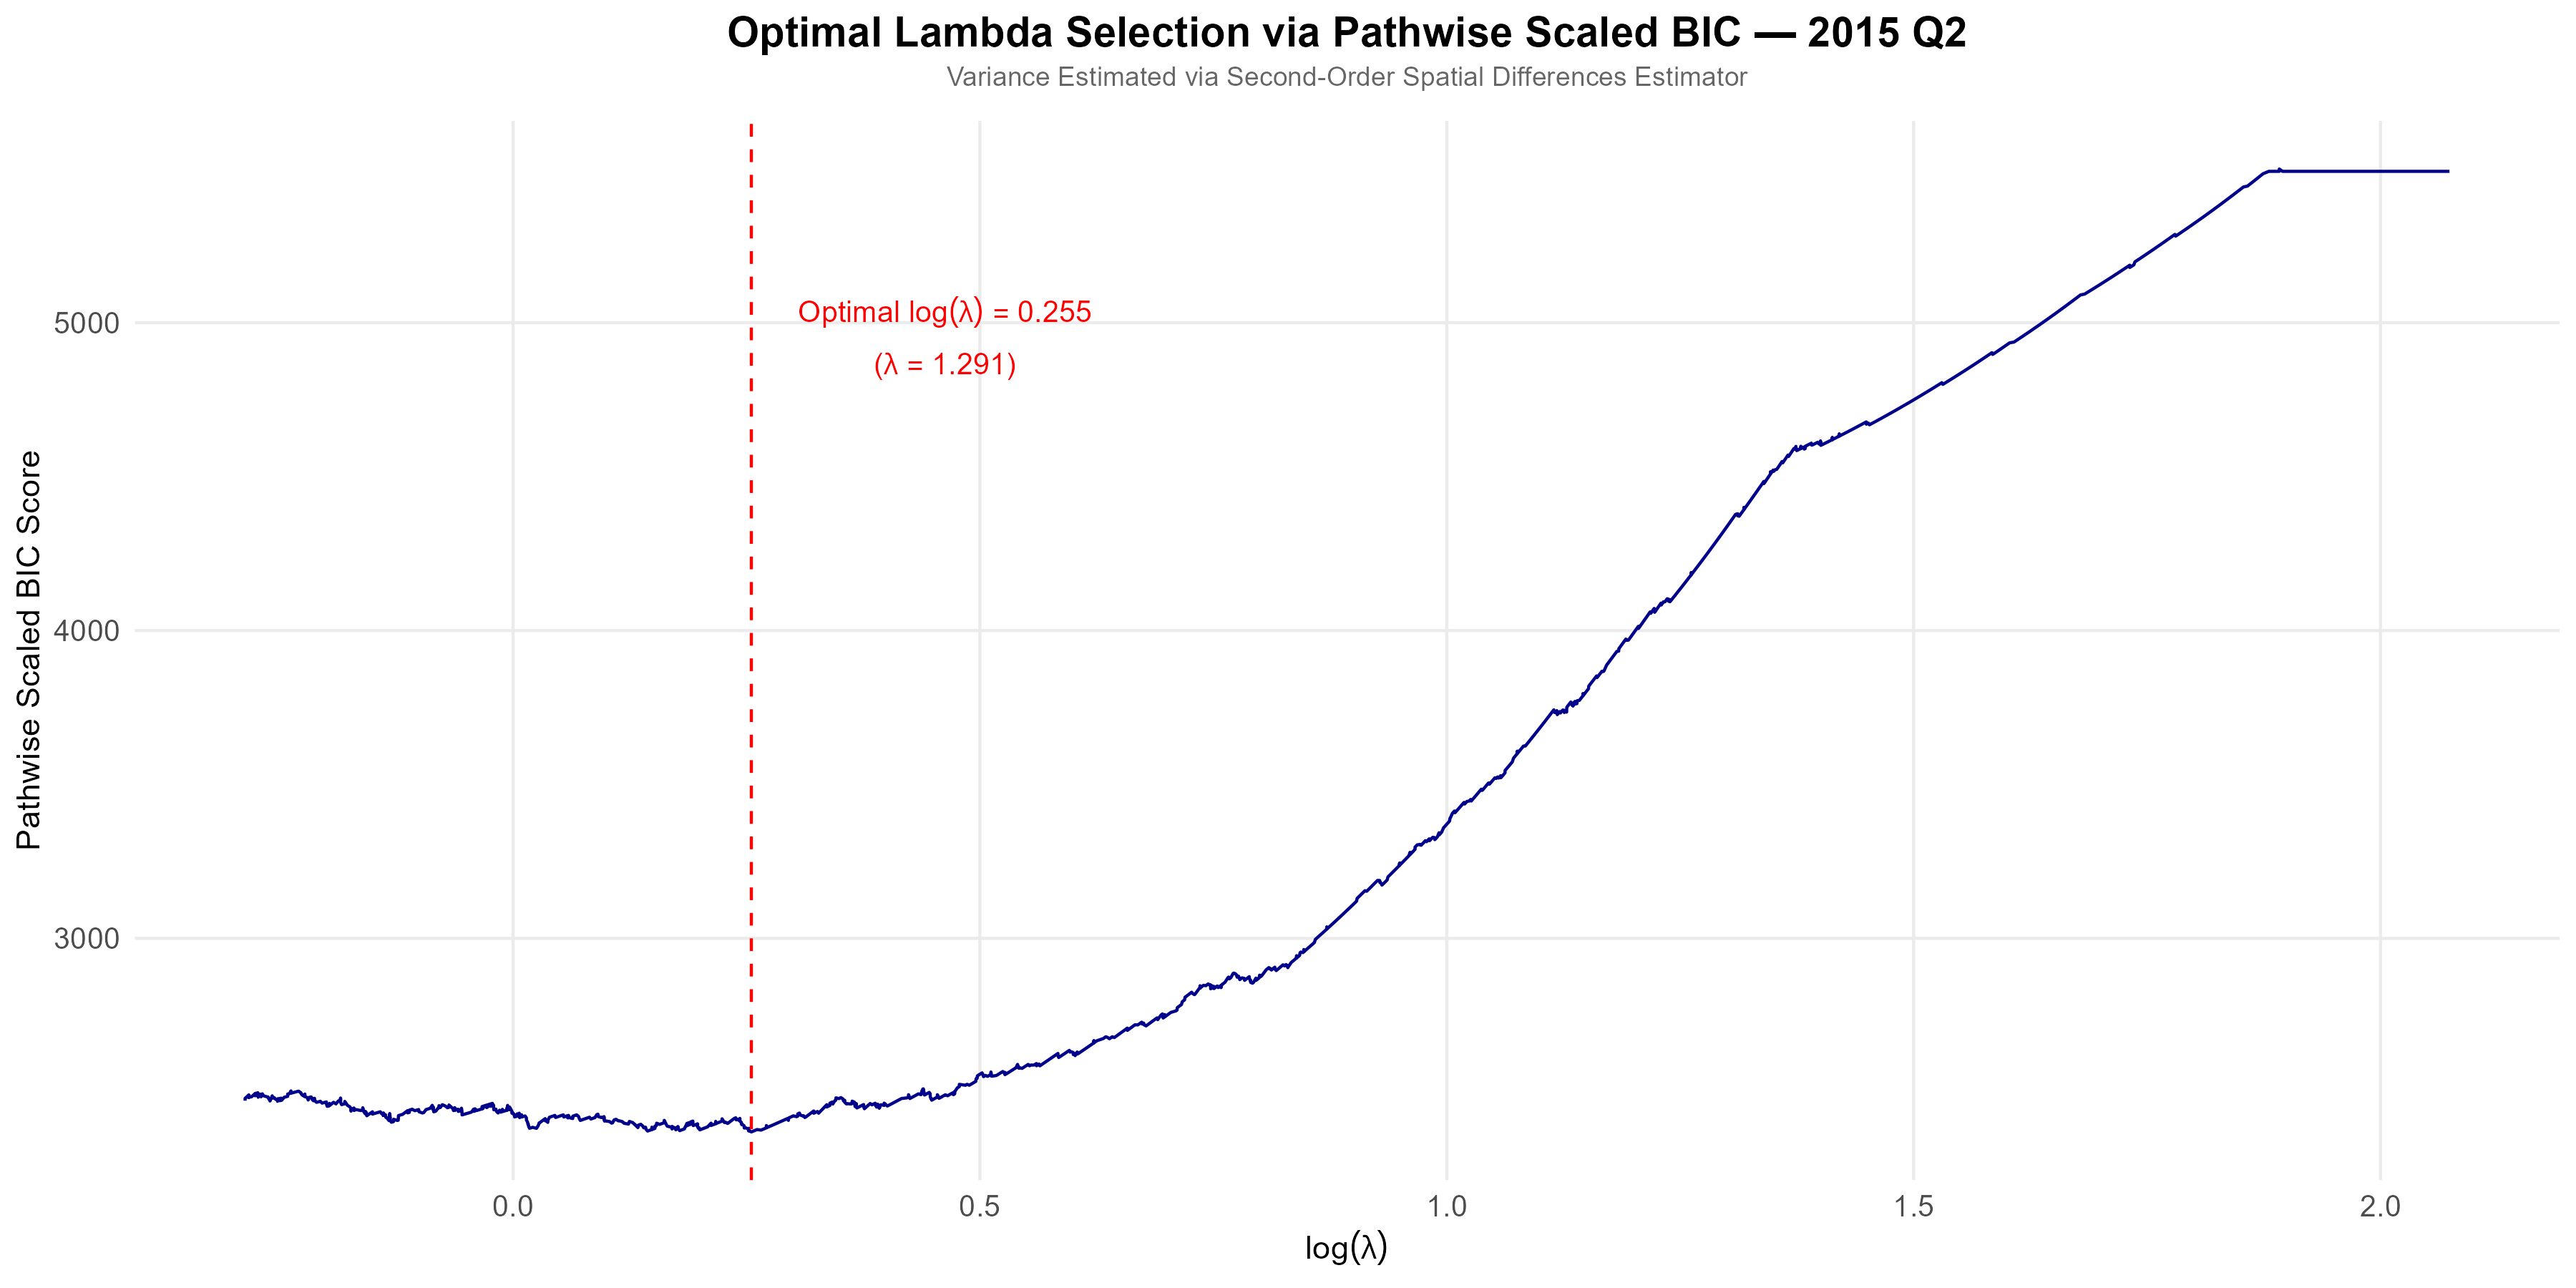 Optimal Lambda Selection via Pathwise Scaled BIC — 2015 Q2
Variance Estimated via Second-Order Spatial Differences Estimator
Pathwise Scaled BIC Score
5000
4000
3000
Optimal log(λ) = 0.255
(λ = 1.291)
0.0 0.5 1.0 1.5 2.0
log(λ)